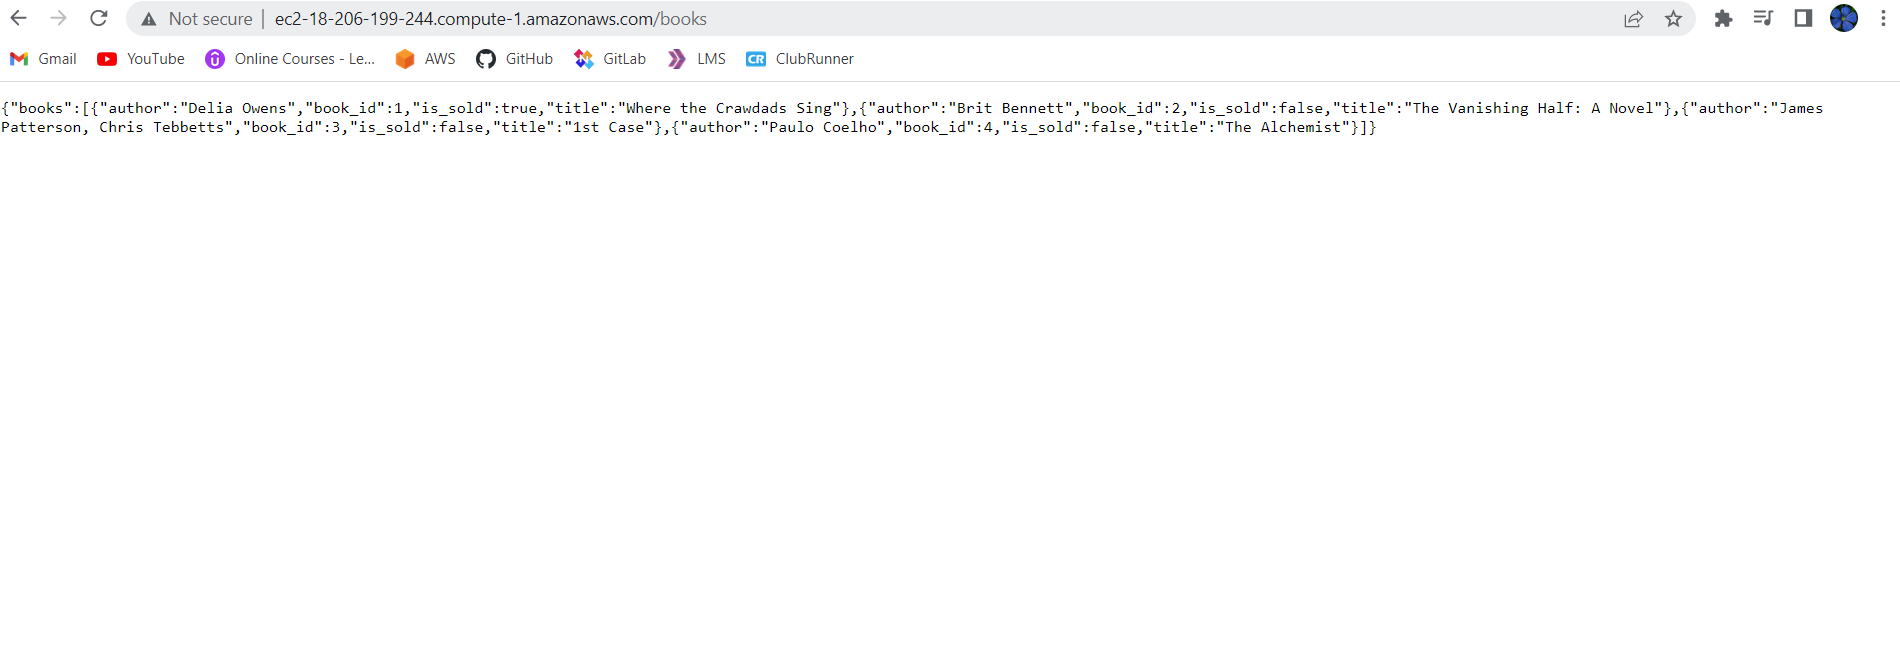 Not secure | ec2-18-206-199-244.compute-1.amazonaws.com/books
Gmail YouTube Online Courses - Le... AWS GitHub GitLab LMS CR ClubRunner
{"books":[{"author":"Delia Owens","book_id":1,"is_sold":true,"title":"Where the Crawdads Sing"},{"author":"Brit Bennett","book_id":2,"is_sold":false,"title":"The Vanishing Half: A Novel"},{"author":"James
Patterson, Chris Tebbetts","book_id":3,"is_sold":false,"title":"1st Case"},{"author":"Paulo Coelho","book_id":4,"is_sold":false,"title":"The Alchemist"}]}